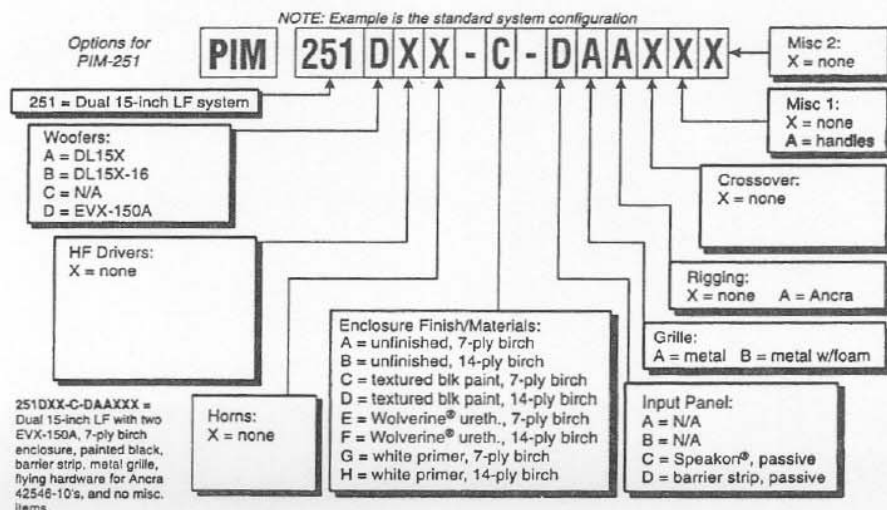 NOTE: Example is the standard system configuration
Options for
PIM-251
PIM 251 D X X - C - D A A X X X
Misc 2:
X = none
251 = Dual 15-inch LF system
Misc 1:
X = none
A = handles
Woofers:
A = DL15X
B = DL15X-16
C = N/A
D = EVX-150A
Crossover:
X = none
HF Drivers:
X = none
Rigging:
X = none A = Ancra
Enclosure Finish/Materials:
A = unfinished, 7-ply birch
B = unfinished, 14-ply birch
C = textured blk paint, 7-ply birch
D = textured blk paint, 14-ply birch
E = Wolverine® ureth., 7-ply birch
F = Wolverine® ureth., 14-ply birch
G = white primer, 7-ply birch
H = white primer, 14-ply birch
Grille:
A = metal B = metal w/foam
Input Panel:
A = N/A
B = N/A
C = Speakon®, passive
D = barrier strip, passive
Horns:
X = none
251DXX-C-DAAXXX =
Dual 15-inch LF with two
EVX-150A, 7-ply birch
enclosure, painted black,
barrier strip, metal grille,
flying hardware for Ancra
42546-10's, and no misc.
items